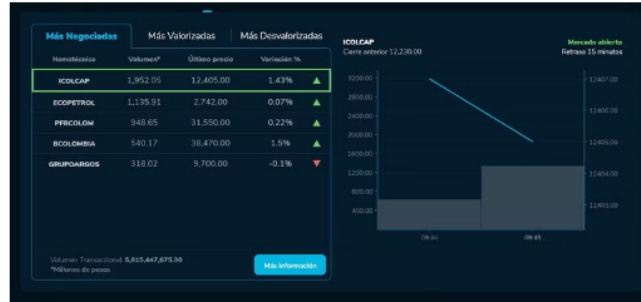 Más Negociadas Más Valorizadas Más Desvalorizadas
Nemotécnico Volumen* Último precio Variación %
ICOLCAP 1,952.05 12,405.00 1.43%
ECOPETROL 1,135.91 2,742.00 0.07%
PFBCOLOM 948.65 31,550.00 0.22%
BCOLOMBIA 540.17 38,470.00 1.5%
GRUPOARGOS 318.02 9,700.00 -0.1%
Volumen Transaccional: 5,815,447,675.00
*Millones de pesos
Más información
ICOLCAP Mercado abierto
Cierre anterior 12,230.00 Retraso 15 minutos
3200.00 12407.00
2800.00
2400.00 12406.00
2000.00 12405.00
1600.00
1200.00 12404.00
800.00
400.00 12403.00
09:44 09:45